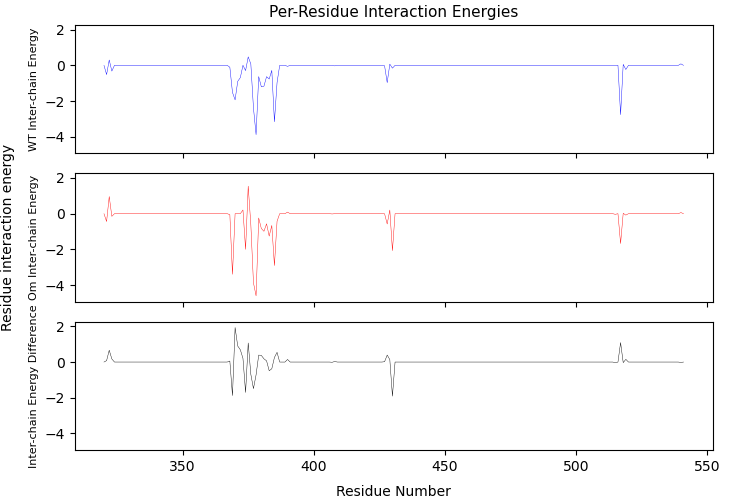 Per-Residue Interaction Energies
Residue interaction energy
WT Inter-chain Energy
2
0
−2
−4
Om Inter-chain Energy
2
0
−2
−4
Inter-chain Energy Difference
2
0
−2
−4
350
400
450
500
550
Residue Number